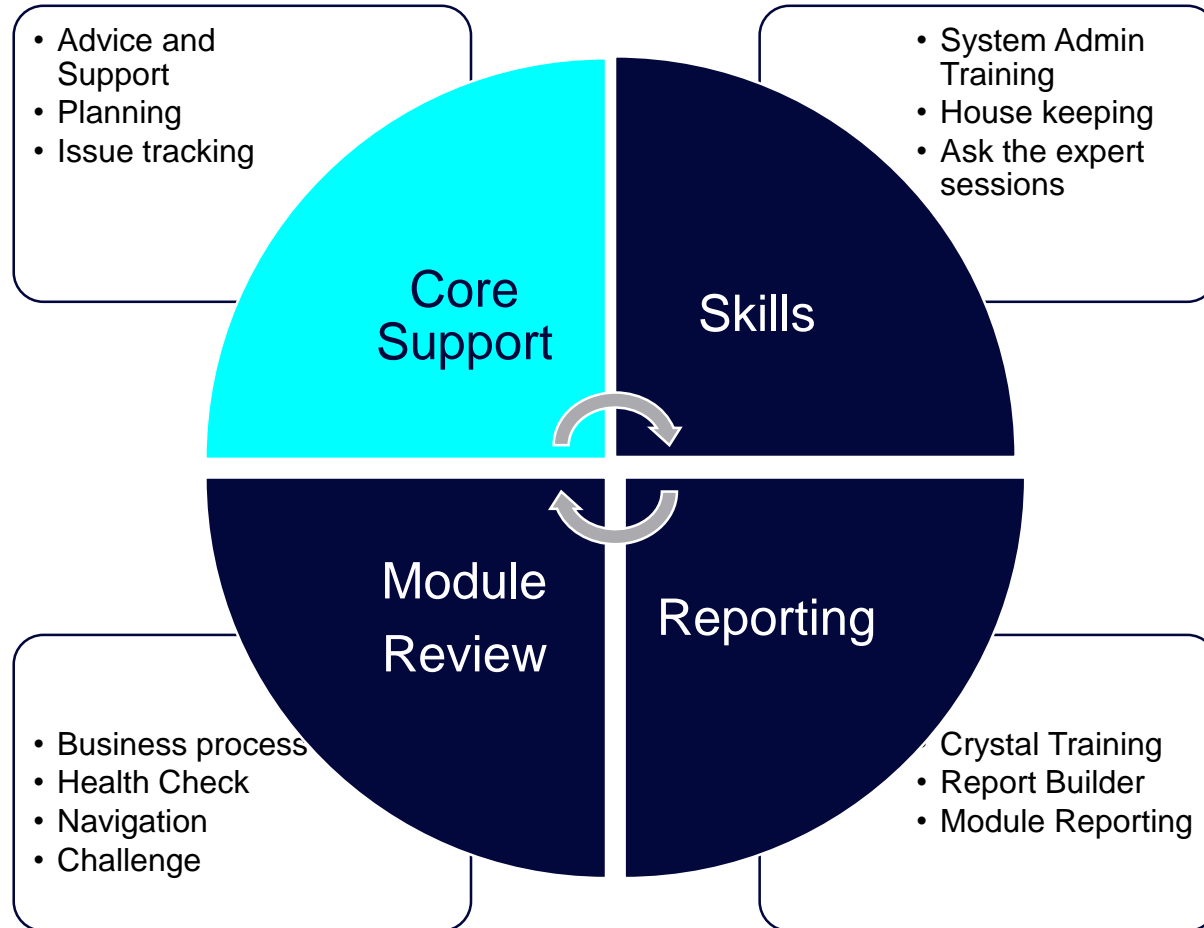 • Advice and
Support
• Planning
• Issue tracking
• System Admin
Training
• House keeping
• Ask the expert
sessions
Core
Support
Skills
Module
Review
Reporting
• Business process
• Health Check
• Navigation
• Challenge
• Crystal Training
• Report Builder
• Module Reporting